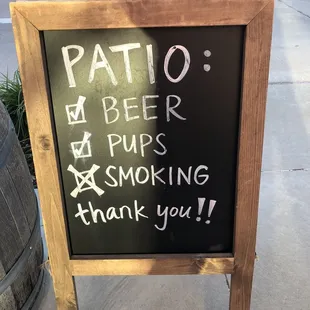 PATIO:
☑ BEER
☑ PUPS
☒ SMOKING
thank you!!